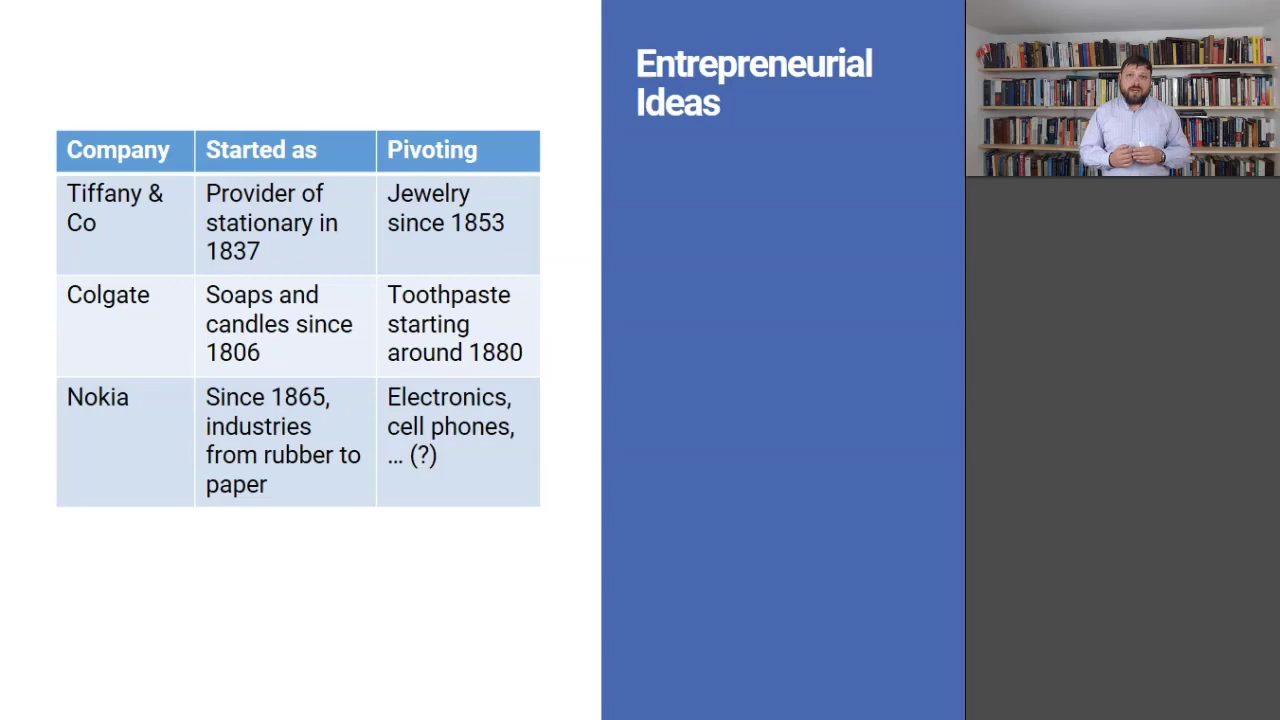 Entrepreneurial
Ideas
Company Started as Pivoting
Tiffany &
Co
Provider of
stationary in
1837
Jewelry
since 1853
Colgate
Soaps and
candles since
1806
Toothpaste
starting
around 1880
Nokia
Since 1865,
industries
from rubber to
paper
Electronics,
cell phones,
... (?)